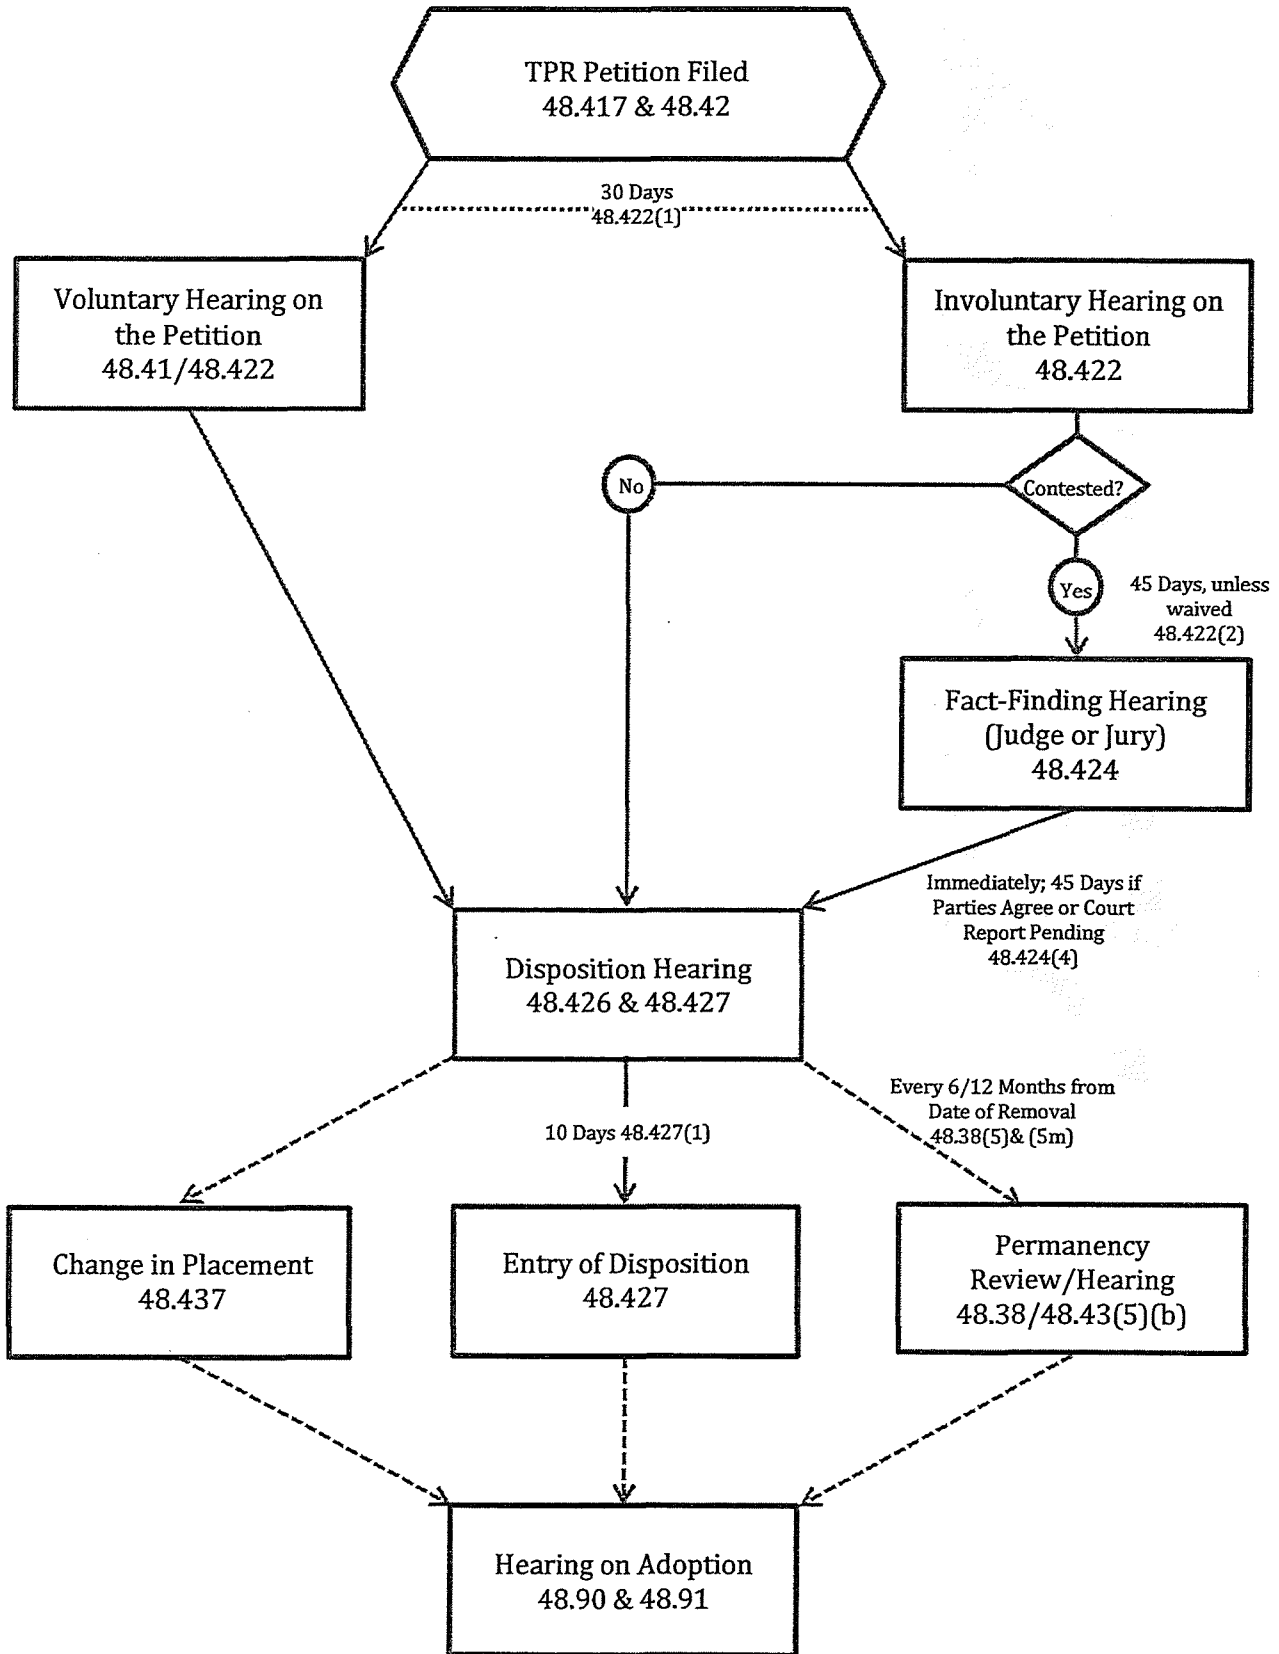 TPR Petition Filed
48.417 & 48.42
30 Days
48.422(1)
Voluntary Hearing on
the Petition
48.41/48.422
Involuntary Hearing on
the Petition
48.422
No
Contested?
Yes
45 Days, unless
waived
48.422(2)
Fact-Finding Hearing
(Judge or Jury)
48.424
Immediately; 45 Days if
Parties Agree or Court
Report Pending
48.424(4)
Disposition Hearing
48.426 & 48.427
Every 6/12 Months from
Date of Removal
48.38(5)& (5m)
10 Days 48.427(1)
Change in Placement
48.437
Entry of Disposition
48.427
Permanency
Review/Hearing
48.38/48.43(5)(b)
Hearing on Adoption
48.90 & 48.91